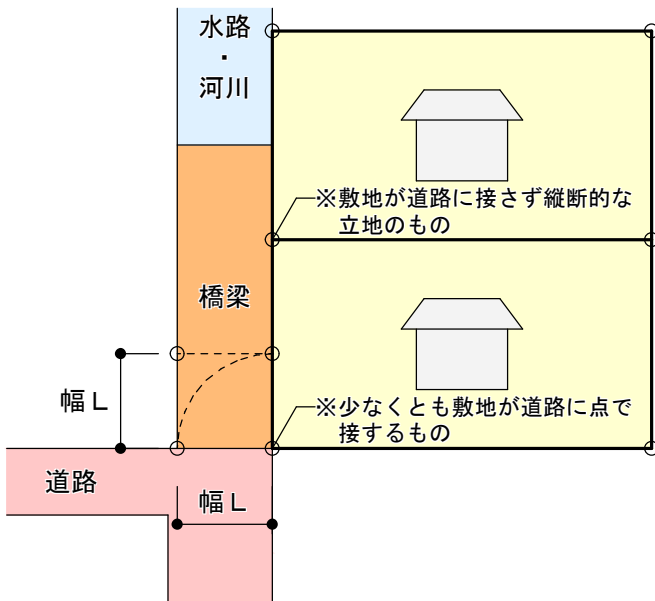 水路
・
河川
※敷地が道路に接さず縦断的な
立地のもの
橋梁
幅L
※少なくとも敷地が道路に点で
接するもの
道路
幅L